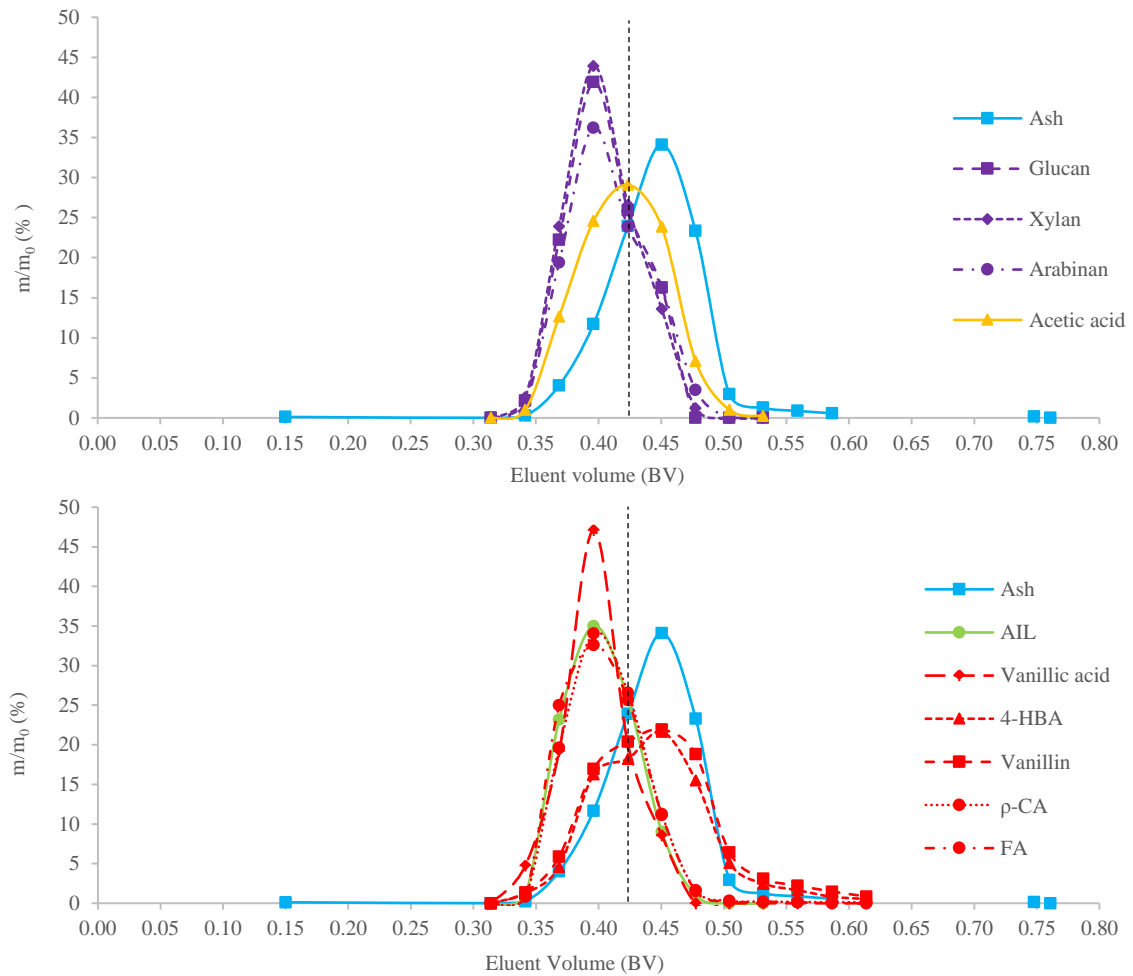 50
45
40
35
30
25
20
15
10
5
0
m/m0 (% )
0.00 0.05 0.10 0.15 0.20 0.25 0.30 0.35 0.40 0.45 0.50 0.55 0.60 0.65 0.70 0.75 0.80
Eluent volume (BV)
Ash
Glucan
Xylan
Arabinan
Acetic acid
50
45
40
35
30
25
20
15
10
5
0
m/m0 (%)
0.00 0.05 0.10 0.15 0.20 0.25 0.30 0.35 0.40 0.45 0.50 0.55 0.60 0.65 0.70 0.75 0.80
Eluent Volume (BV)
Ash
AIL
Vanillic acid
4-HBA
Vanillin
ρ-CA
FA